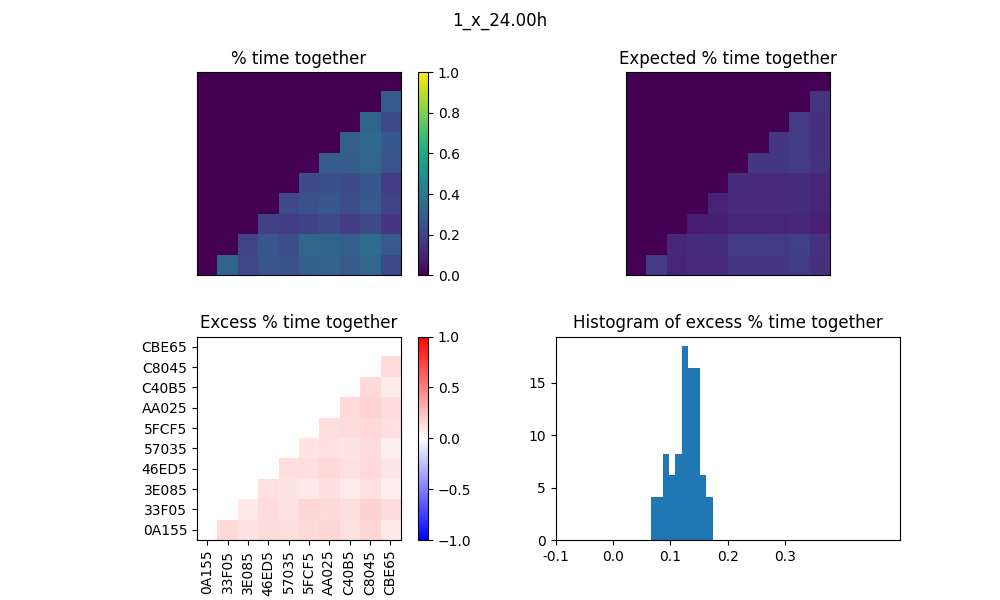 1_x_24.00h
% time together
Expected % time together
1.0
0.8
0.6
0.4
0.2
0.0
Excess % time together
Histogram of excess % time together
CBE65
C8045
C40B5
AA025
5FCF5
57035
46ED5
3E085
33F05
0A155
0A155
33F05
3E085
46ED5
57035
5FCF5
AA025
C40B5
C8045
CBE65
1.0
0.5
0.0
−0.5
−1.0
15
10
5
0
-0.1
0.0
0.1
0.2
0.3